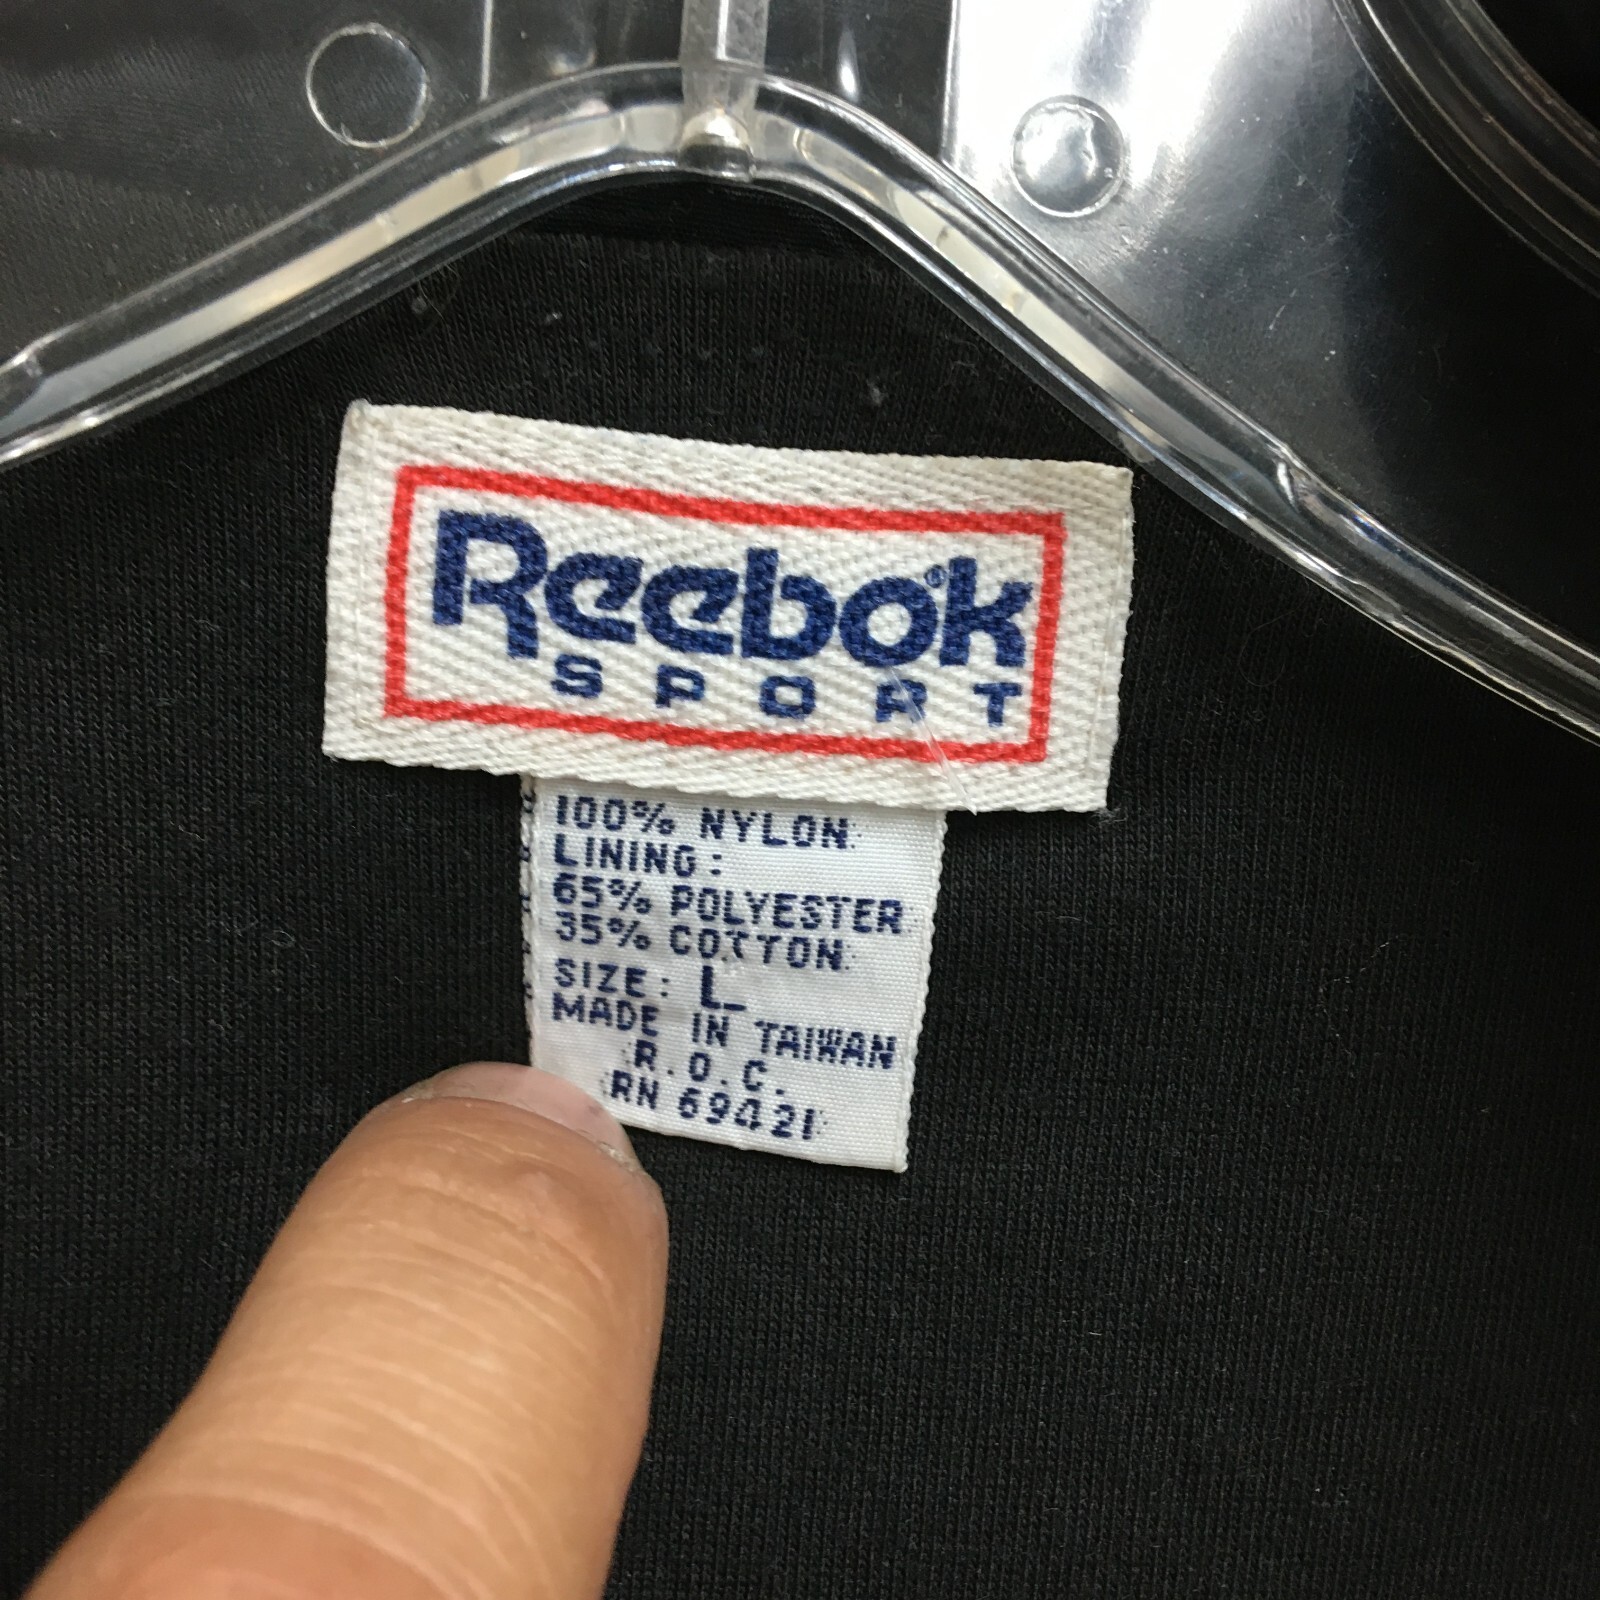 Reebok®
SPORT
100% NYLON
LINING:
65% POLYESTER
35% COTTON
SIZE: L
MADE IN TAIWAN
R.O.C.
RN 69421